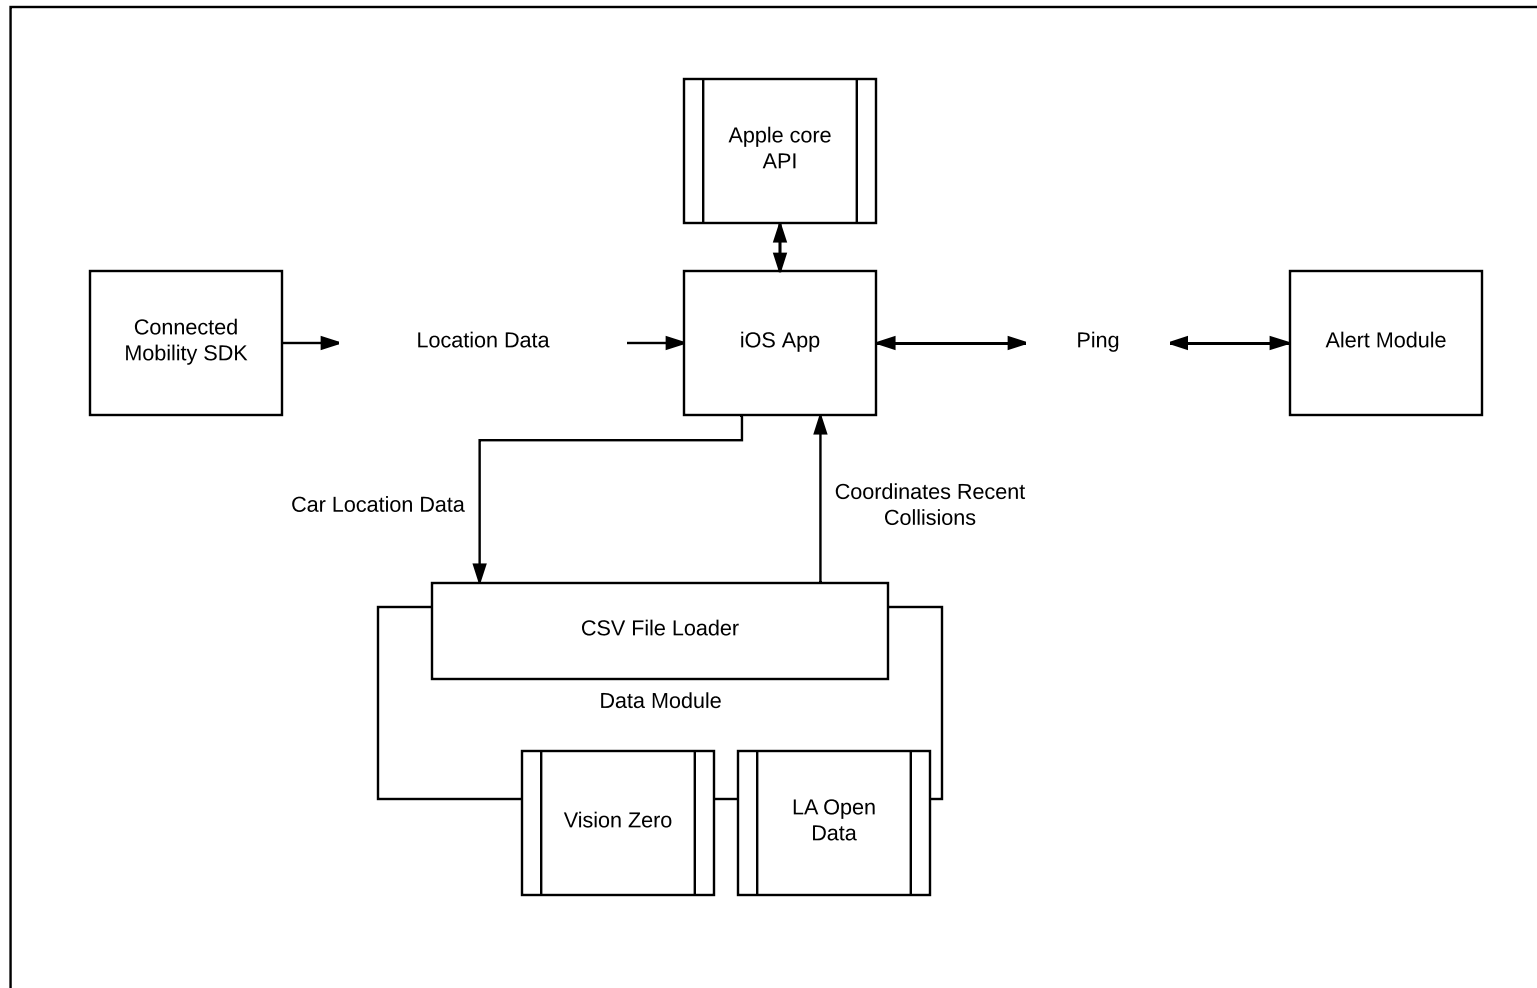 Apple core
API
Connected
Mobility SDK
Location Data
iOS App
Ping
Alert Module
Car Location Data
Coordinates Recent
Collisions
CSV File Loader
Data Module
Vision Zero
LA Open
Data